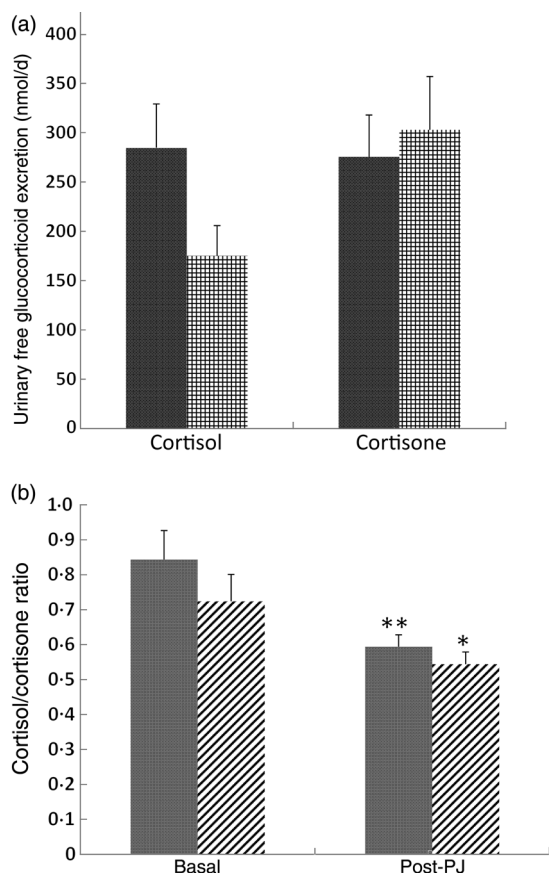 (a)
Urinary free glucocorticoid excretion (nmol/d)
400
350
300
250
200
150
100
50
0
Cortisol
Cortisone
(b)
Cortisol/cortisone ratio
1·0
0·9
0·8
0·7
0·6
0·5
0·4
0·3
0·2
0·1
0
**
*
Basal
Post-PJ